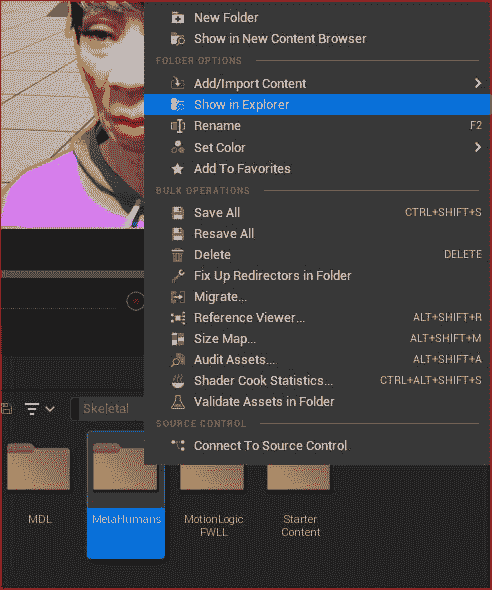 New Folder
Show in New Content Browser
FOLDER OPTIONS
Add/Import Content
Show in Explorer
Rename F2
Set Color
Add To Favorites
BULK OPERATIONS
Save All CTRL+SHIFT+S
Resave All
Delete DELETE
Fix Up Redirectors in Folder
Migrate...
Reference Viewer... ALT+SHIFT+R
Size Map... ALT+SHIFT+M
Audit Assets... ALT+SHIFT+A
Shader Cook Statistics... CTRL+ALT+SHIFT+S
Validate Assets in Folder
SOURCE CONTROL
Connect To Source Control
Skeletal
MDL
MetaHumans
MotionLogic
FWLL
Starter
Content